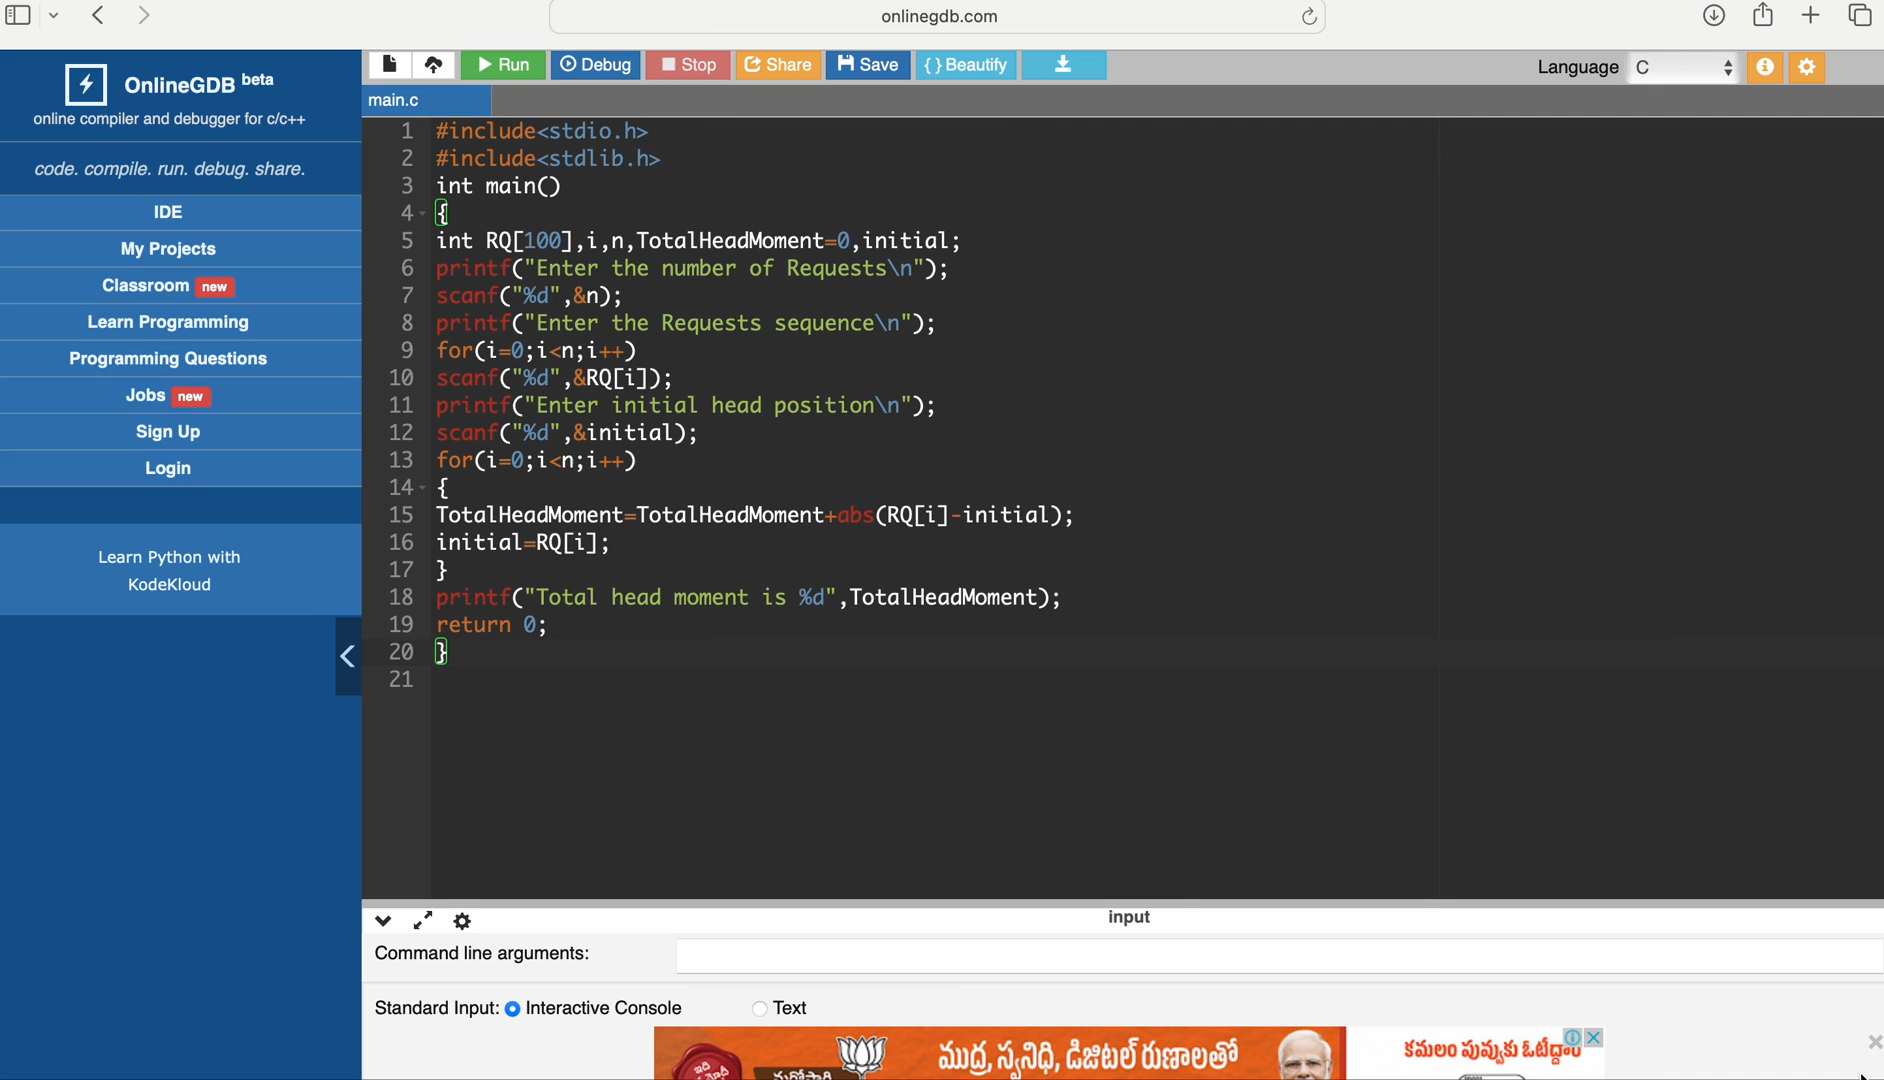 onlinegdb.com
OnlineGDB beta
online compiler and debugger for c/c++
code. compile. run. debug. share.
IDE
My Projects
Classroom new
Learn Programming
Programming Questions
Jobs new
Sign Up
Login
Learn Python with
KodeKloud
Run Debug Stop Share Save {} Beautify
Language C
main.c
1 #include<stdio.h>
2 #include<stdlib.h>
3 int main()
4 {
5 int RQ[100],i,n,TotalHeadMoment=0,initial;
6 printf("Enter the number of Requests\n");
7 scanf("%d",&n);
8 printf("Enter the Requests sequence\n");
9 for(i=0;i<n;i++)
10 scanf("%d",&RQ[i]);
11 printf("Enter initial head position\n");
12 scanf("%d",&initial);
13 for(i=0;i<n;i++)
14 {
15 TotalHeadMoment=TotalHeadMoment+abs(RQ[i]-initial);
16 initial=RQ[i];
17 }
18 printf("Total head moment is %d",TotalHeadMoment);
19 return 0;
20 }
21
input
Command line arguments:
Standard Input: Interactive Console Text
ముద్ర, స్వనిధి, డిజిటల్ రుణాలతో
కమలం పువ్వుకు